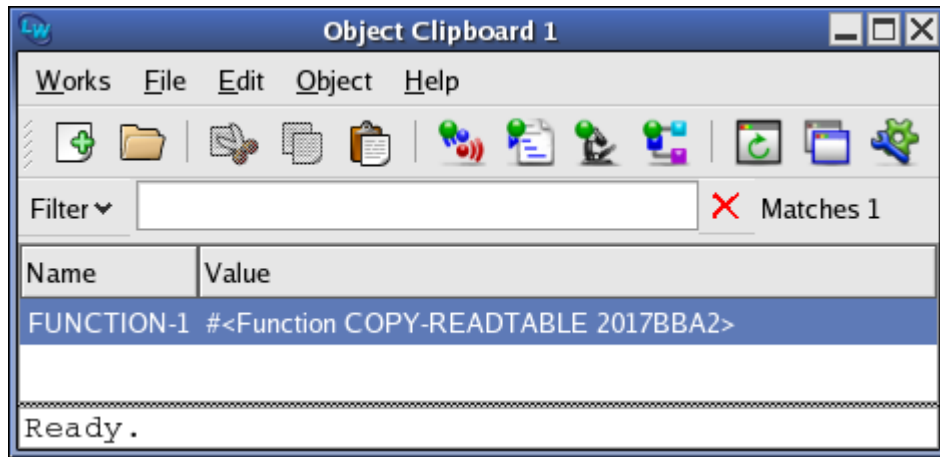 LW Object Clipboard 1
Works File Edit Object Help
Filter Matches 1
Name Value
FUNCTION-1 #<Function COPY-READTABLE 2017BBA2>
Ready.